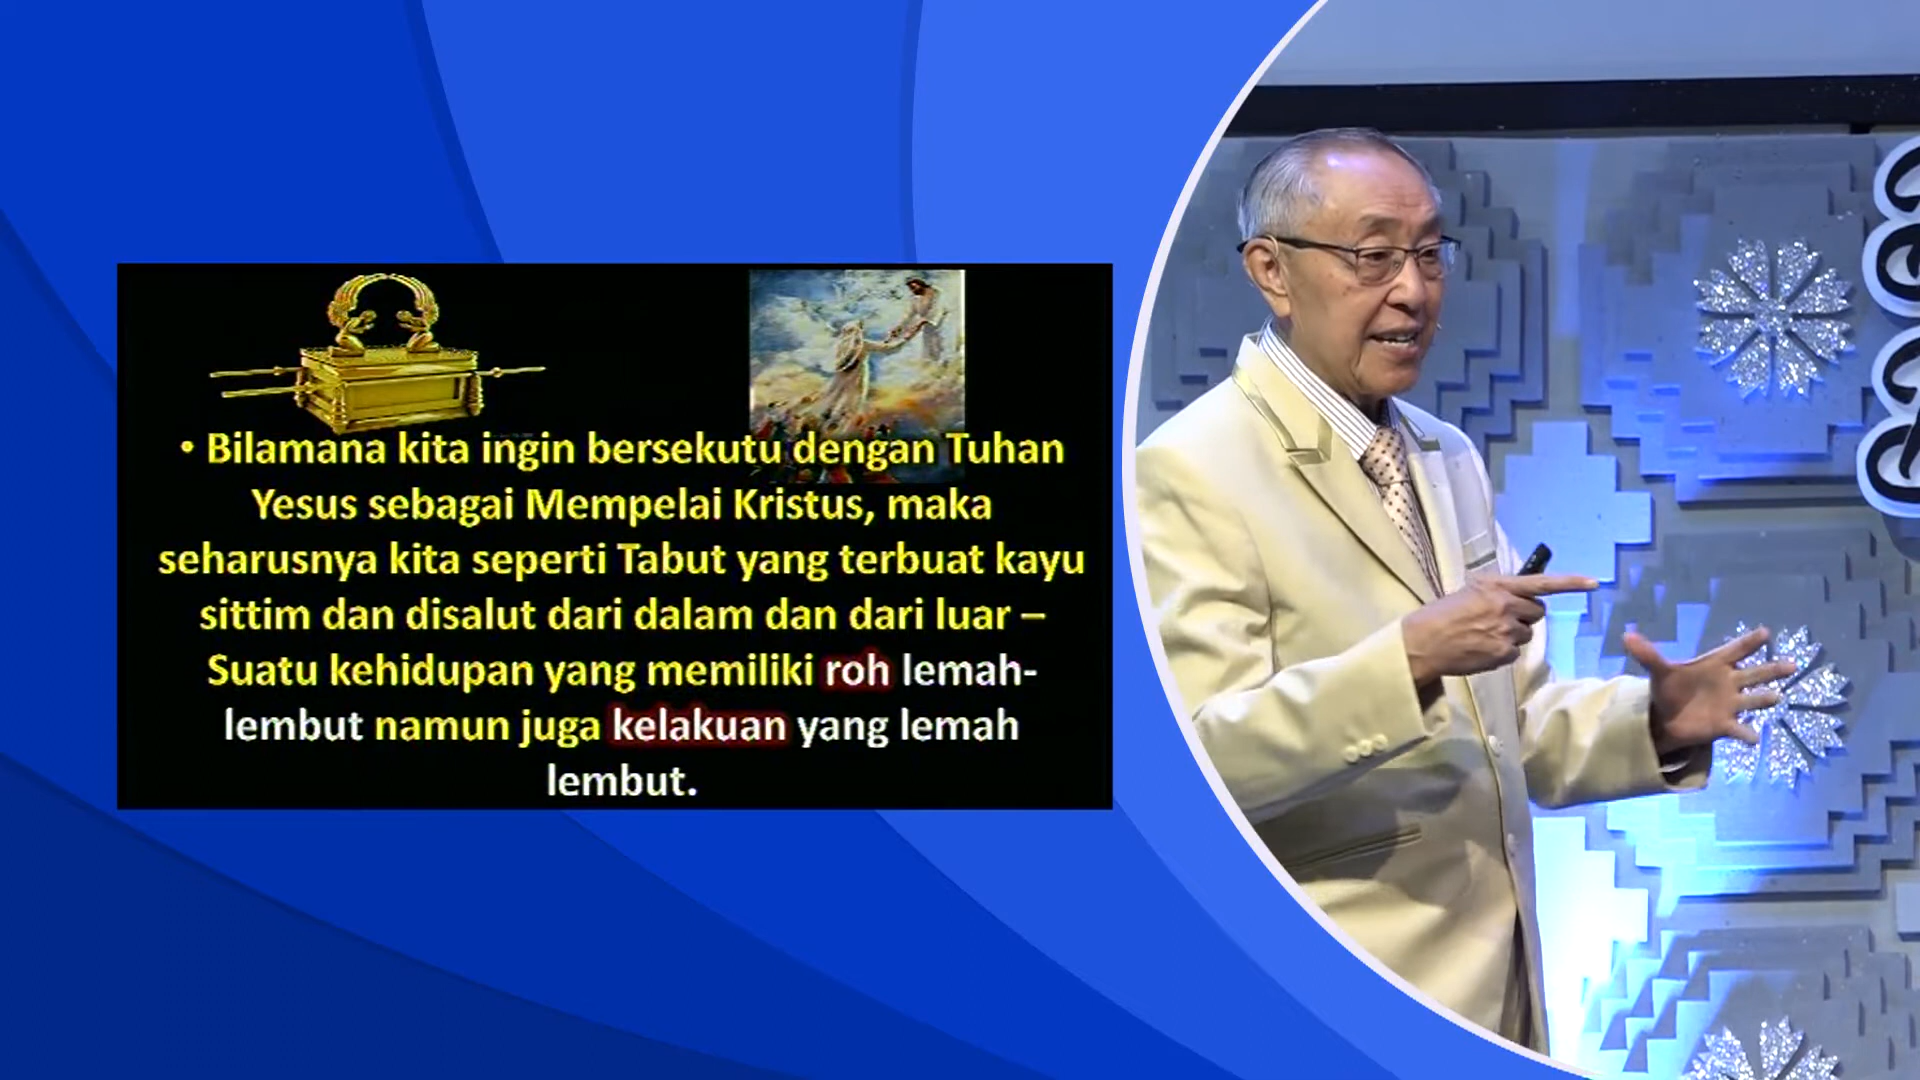 • Bilamana kita ingin bersekutu dengan Tuhan
Yesus sebagai Mempelai Kristus, maka
seharusnya kita seperti Tabut yang terbuat kayu
sittim dan disalut dari dalam dan dari luar –
Suatu kehidupan yang memiliki roh lemah-
lembut namun juga kelakuan yang lemah
lembut.